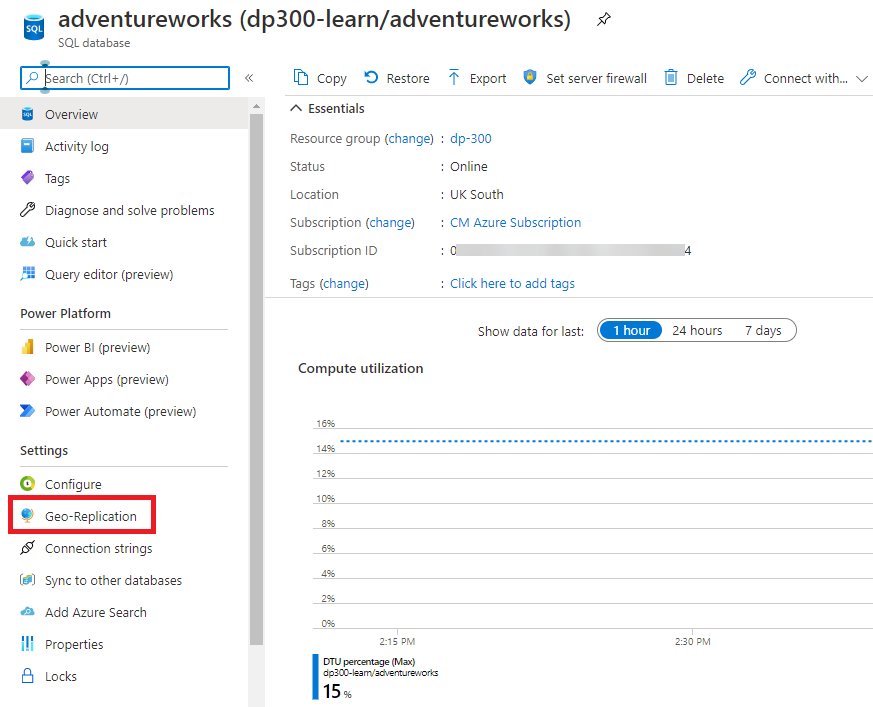 adventureworks (dp300-learn/adventureworks)
SQL
SQL database
Search (Ctrl+/)
«
Overview
Activity log
Tags
Diagnose and solve problems
Quick start
Query editor (preview)
Power Platform
Power BI (preview)
Power Apps (preview)
Power Automate (preview)
Settings
Configure
Geo-Replication
Connection strings
Sync to other databases
Add Azure Search
Properties
Locks
Copy Restore Export Set server firewall Delete Connect with...
Essentials
Resource group (change) : dp-300
Status : Online
Location : UK South
Subscription (change) : CM Azure Subscription
Subscription ID : 0 4
Tags (change) : Click here to add tags
Show data for last: 1 hour 24 hours 7 days
Compute utilization
16%
14%
12%
10%
8%
6%
4%
2%
0%
2:15 PM 2:30 PM
DTU percentage (Max)
dp300-learn/adventureworks
15 %